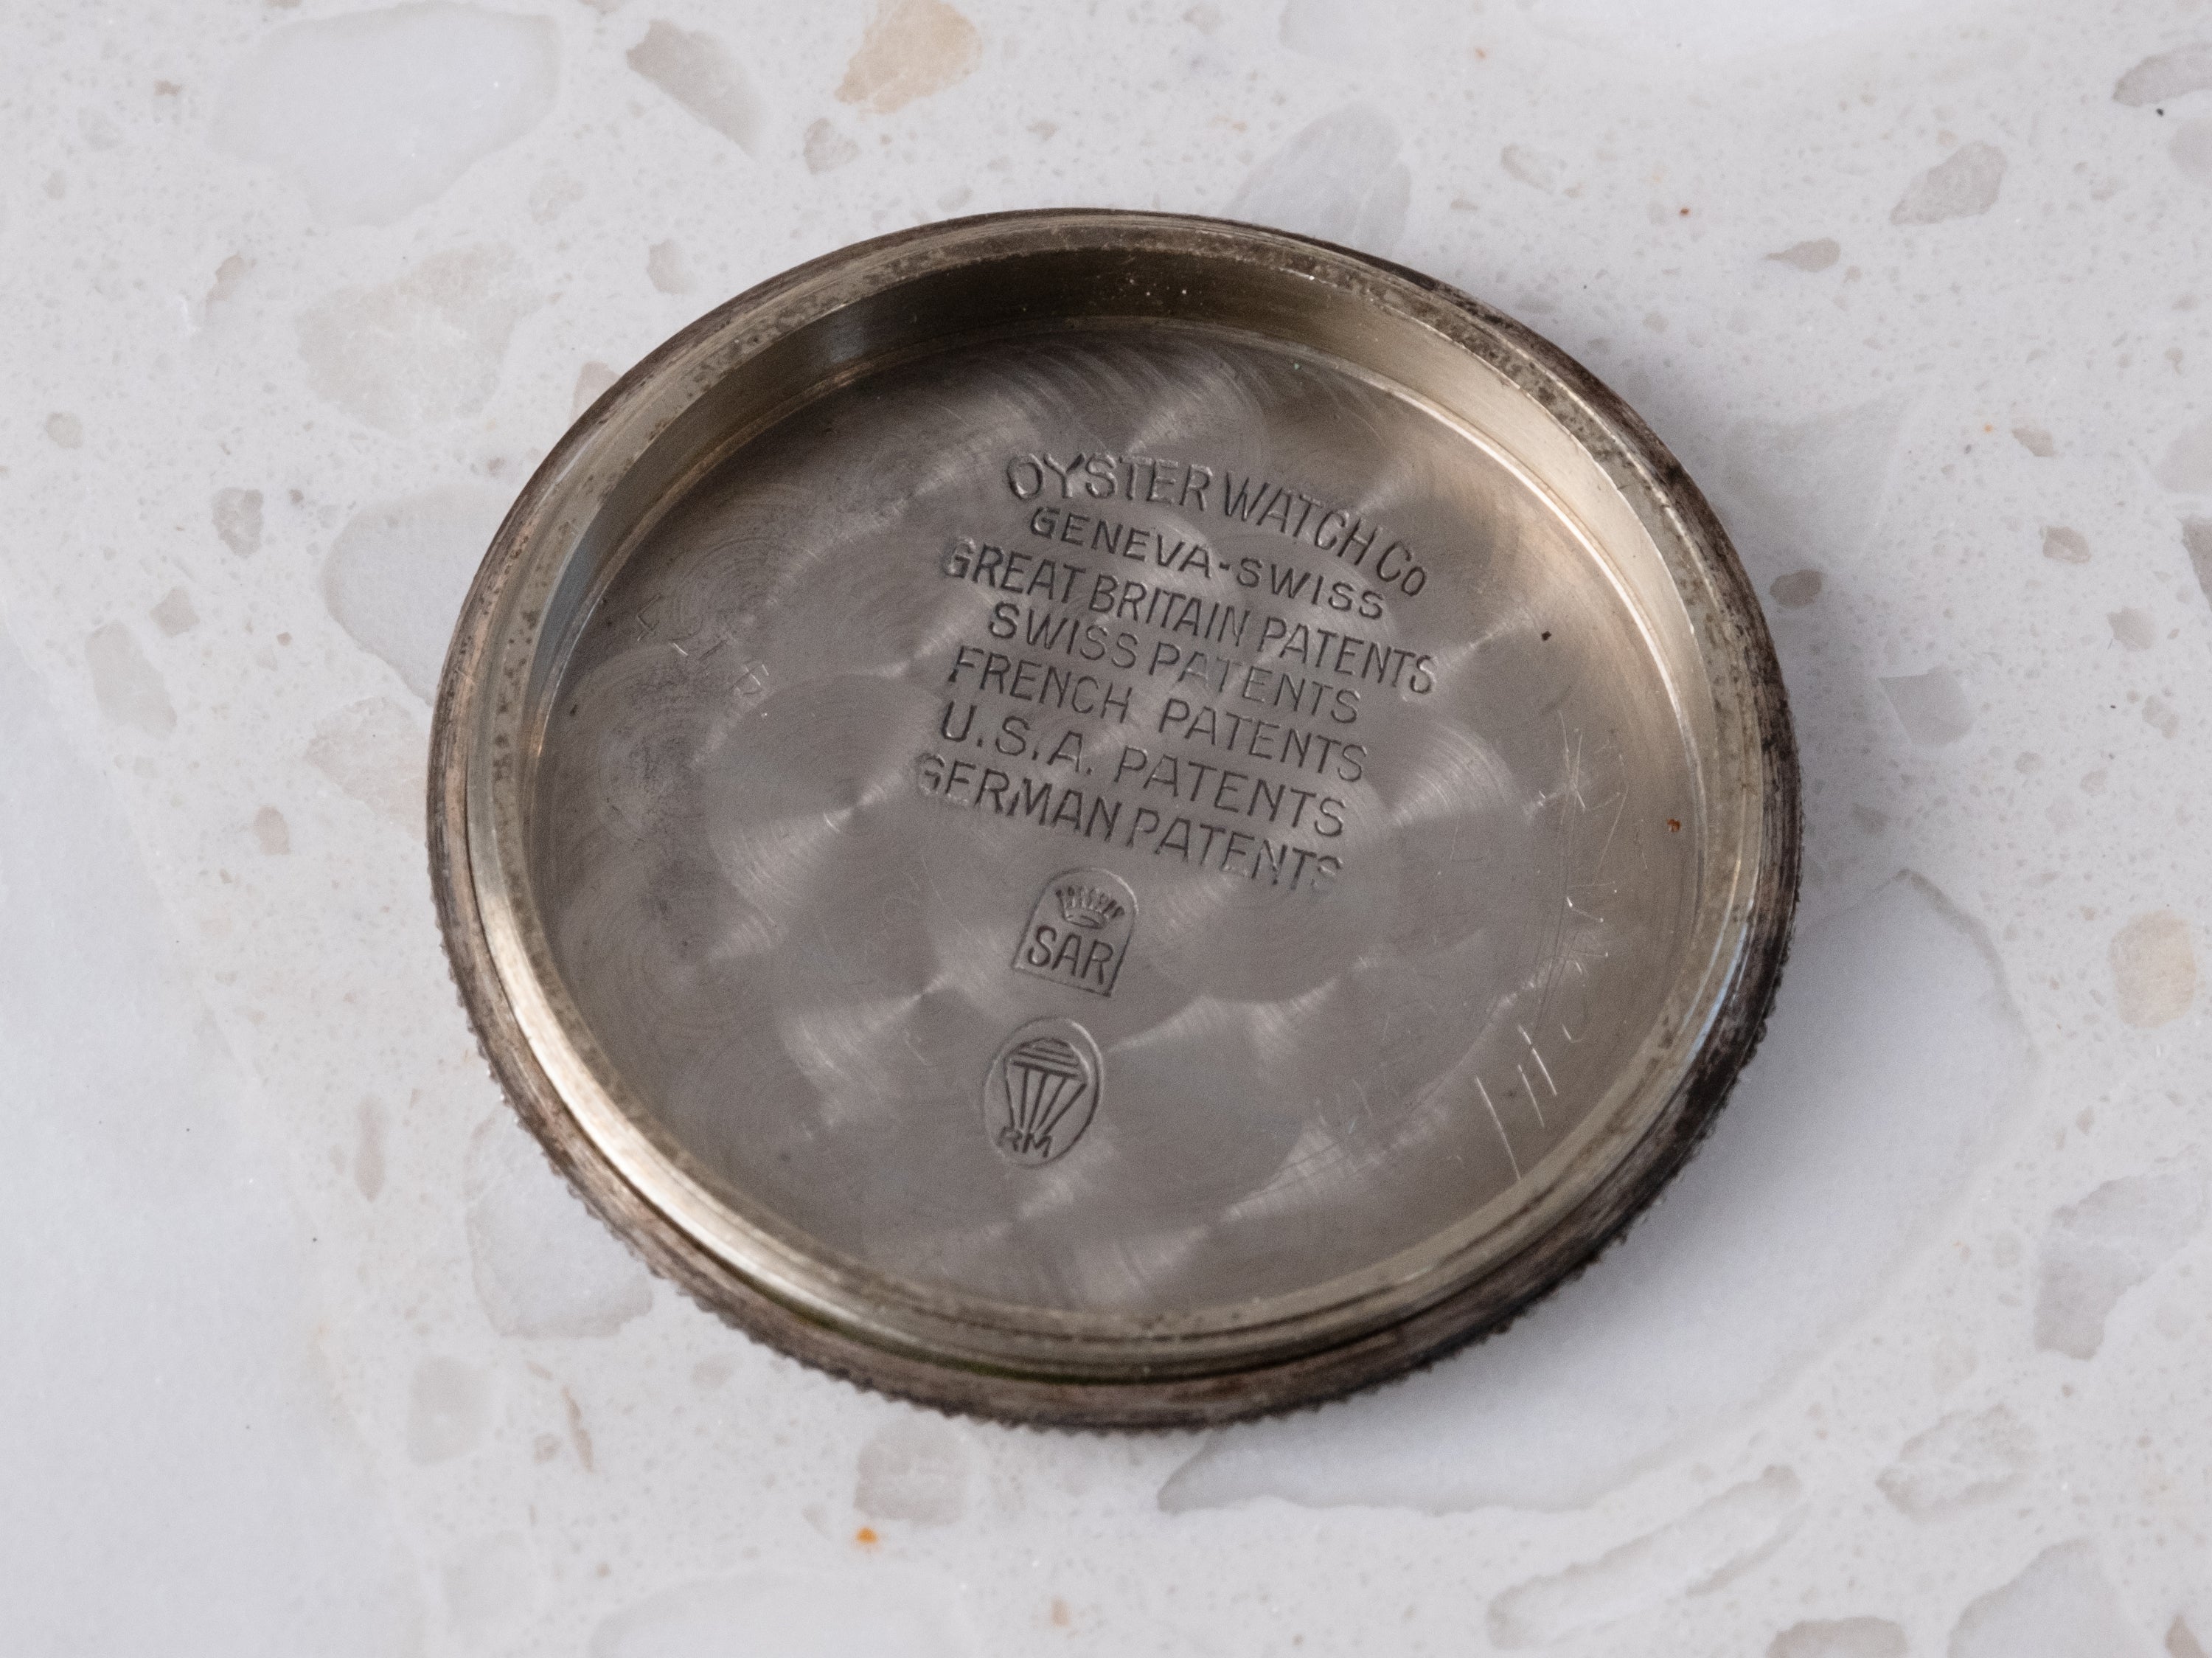 OYSTER WATCH Co
GENEVA-SWISS
GREAT BRITAIN PATENTS
SWISS PATENTS
FRENCH PATENTS
U.S.A. PATENTS
GERMAN PATENTS
SAR
RM